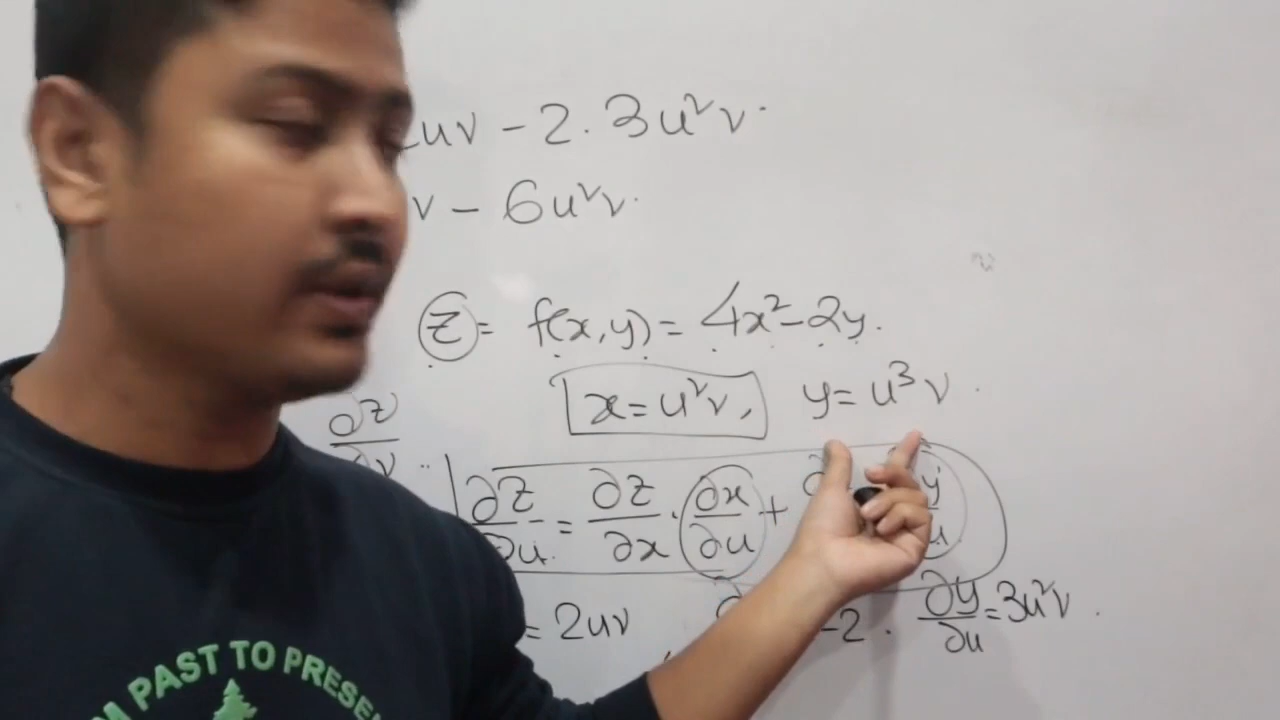 uv - 2. 3u²v.
v - 6u²v.
z = f(x,y) = 4x²-2y.
x = u²v, y = u³v.
∂z/∂v
∂z/∂u = ∂z/∂x · ∂x/∂u +
= 2uv -2. ∂y/∂u = 3u²v.
PAST TO PRESE